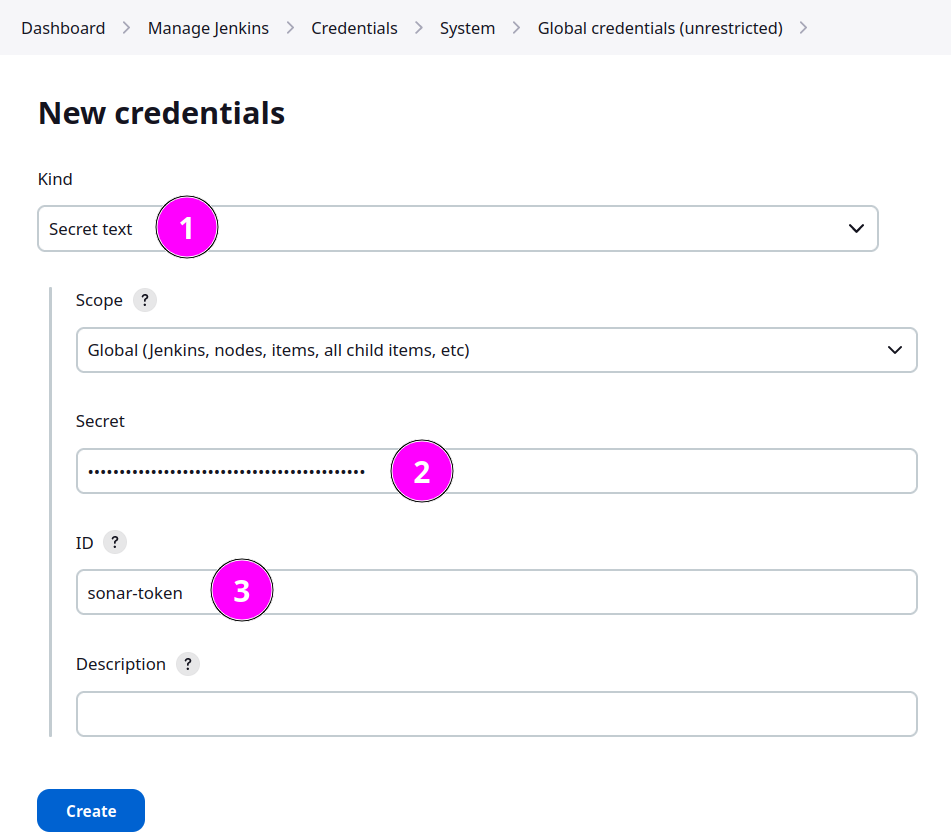 Dashboard > Manage Jenkins > Credentials > System > Global credentials (unrestricted) >
New credentials
Kind
Secret text 1
Scope ?
Global (Jenkins, nodes, items, all child items, etc)
Secret
•••••••••••••••••••••••••••••••••••••••••••• 2
ID ?
sonar-token 3
Description ?
Create